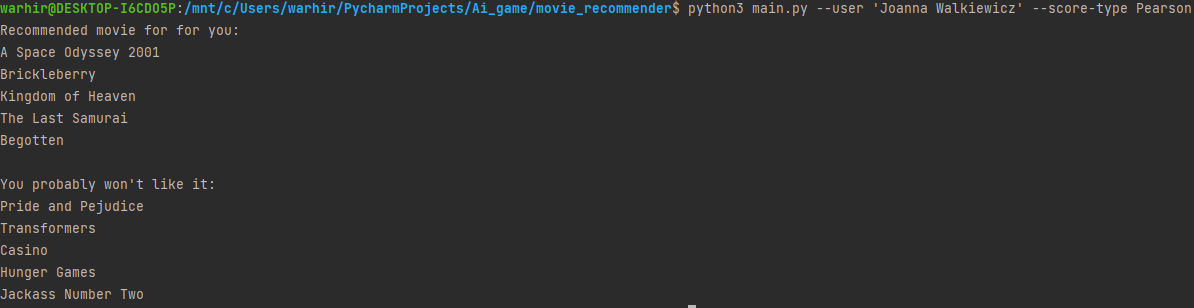 warhir@DESKTOP-I6CDO5P:/mnt/c/Users/warhir/PycharmProjects/Ai_game/movie_recommender$ python3 main.py --user 'Joanna Walkiewicz' --score-type Pearson
Recommended movie for for you:
A Space Odyssey 2001
Brickleberry
Kingdom of Heaven
The Last Samurai
Begotten
You probably won't like it:
Pride and Pejudice
Transformers
Casino
Hunger Games
Jackass Number Two